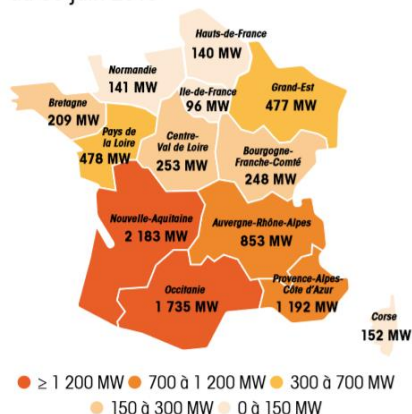 Hauts-de-France
140 MW
Normandie
141 MW
Ile-de-France
96 MW
Grand-Est
477 MW
Bretagne
209 MW
Pays de
la Loire
478 MW
Centre-
Val de Loire
253 MW
Bourgogne-
Franche-Comté
248 MW
Nouvelle-Aquitaine
2 183 MW
Auvergne-Rhône-Alpes
853 MW
Occitanie
1 735 MW
Provence-Alpes-
Côte d'Azur
1 192 MW
Corse
152 MW
≥ 1 200 MW 700 à 1 200 MW 300 à 700 MW
150 à 300 MW 0 à 150 MW